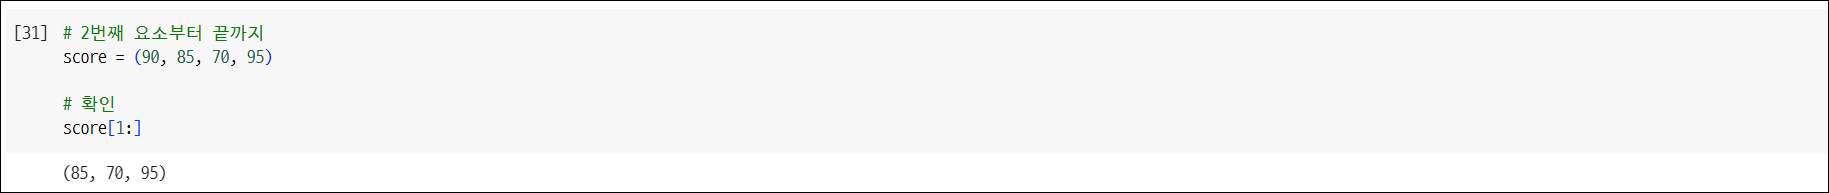 [31] # 2번째 요소부터 끝까지
score = (90, 85, 70, 95)
# 확인
score[1:]
(85, 70, 95)